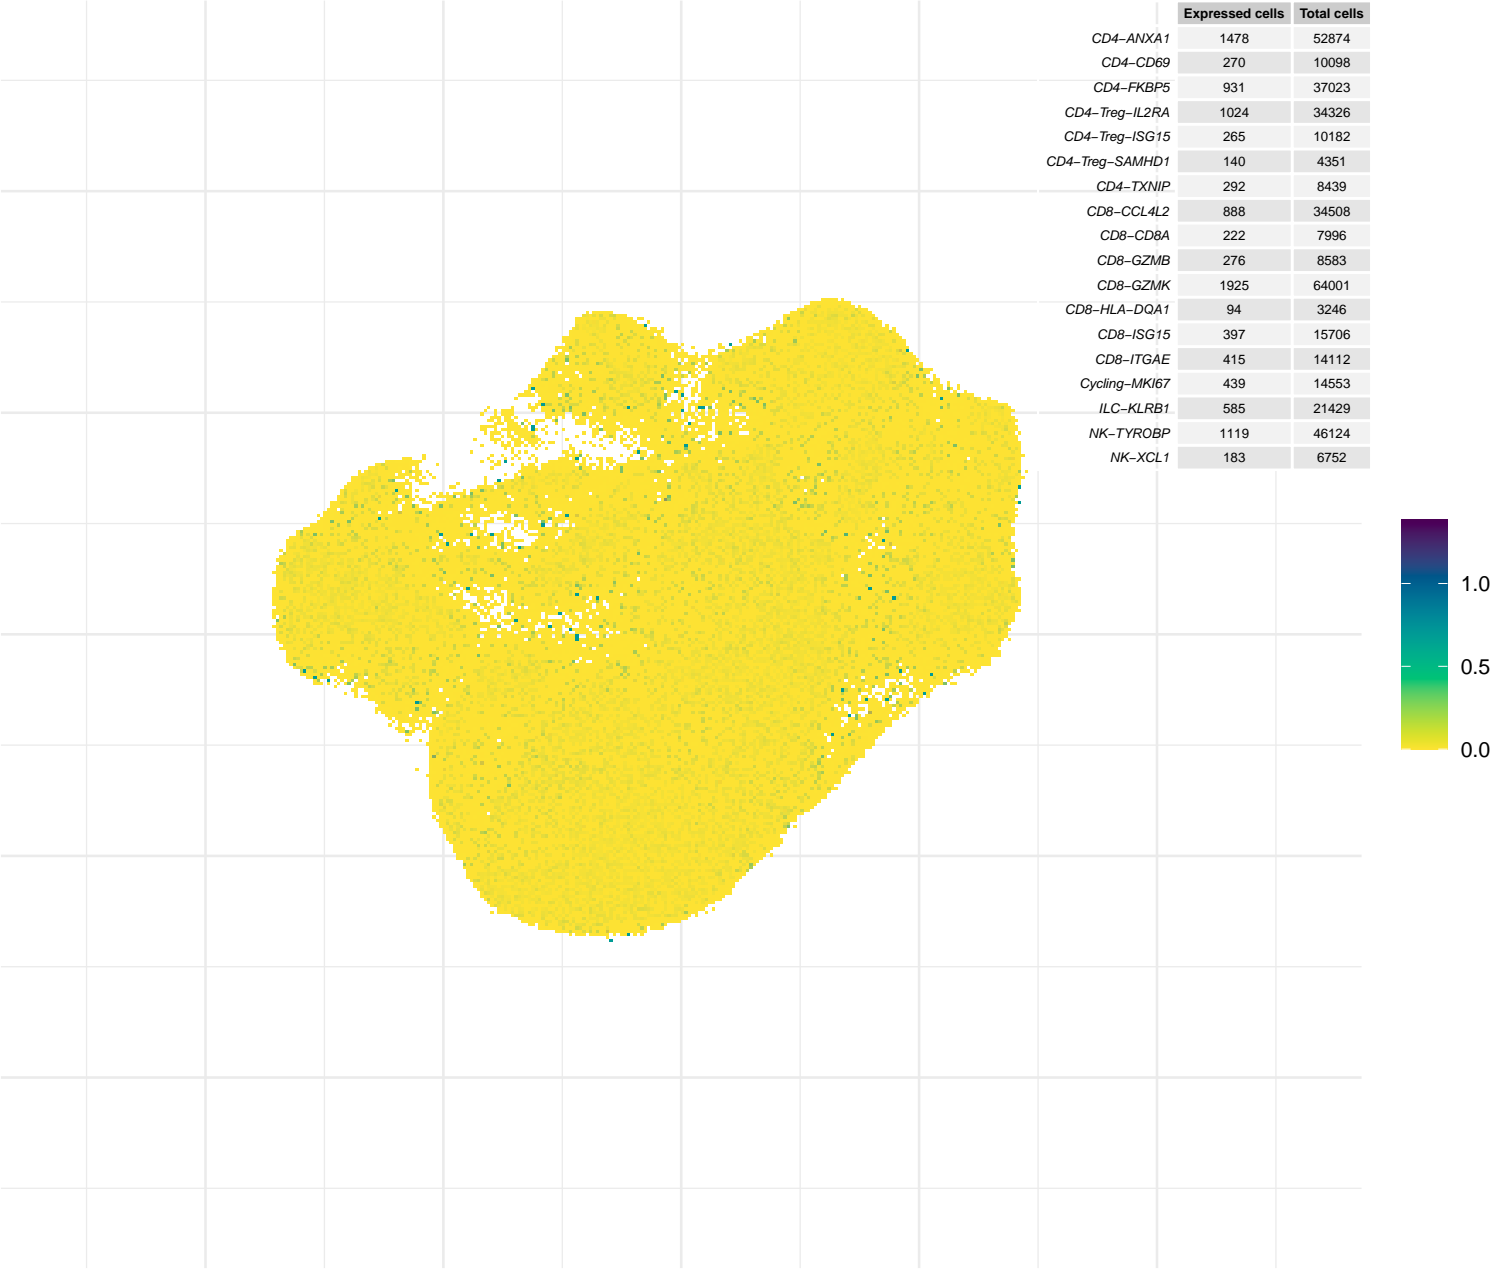 Expressed cells Total cells
CD4−ANXA1 1478 52874
CD4−CD69 270 10098
CD4−FKBP5 931 37023
CD4−Treg−IL2RA 1024 34326
CD4−Treg−ISG15 265 10182
CD4−Treg−SAMHD1 140 4351
CD4−TXNIP 292 8439
CD8−CCL4L2 888 34508
CD8−CD8A 222 7996
CD8−GZMB 276 8583
CD8−GZMK 1925 64001
CD8−HLA−DQA1 94 3246
CD8−ISG15 397 15706
CD8−ITGAE 415 14112
Cycling−MKI67 439 14553
ILC−KLRB1 585 21429
NK−TYROBP 1119 46124
NK−XCL1 183 6752
1.0
0.5
0.0